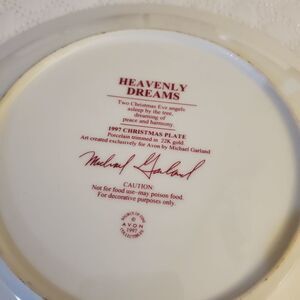 HEAVENLY
DREAMS
Two Christmas Eve angels
asleep by the tree,
dreaming of
peace and harmony.
1997 CHRISTMAS PLATE
Porcelain trimmed in 22K gold.
Art created exclusively for Avon by Michael Garland
Michael Garland
CAUTION:
Not for food use-may poison food.
For decorative purposes only.
©
AVON
1997